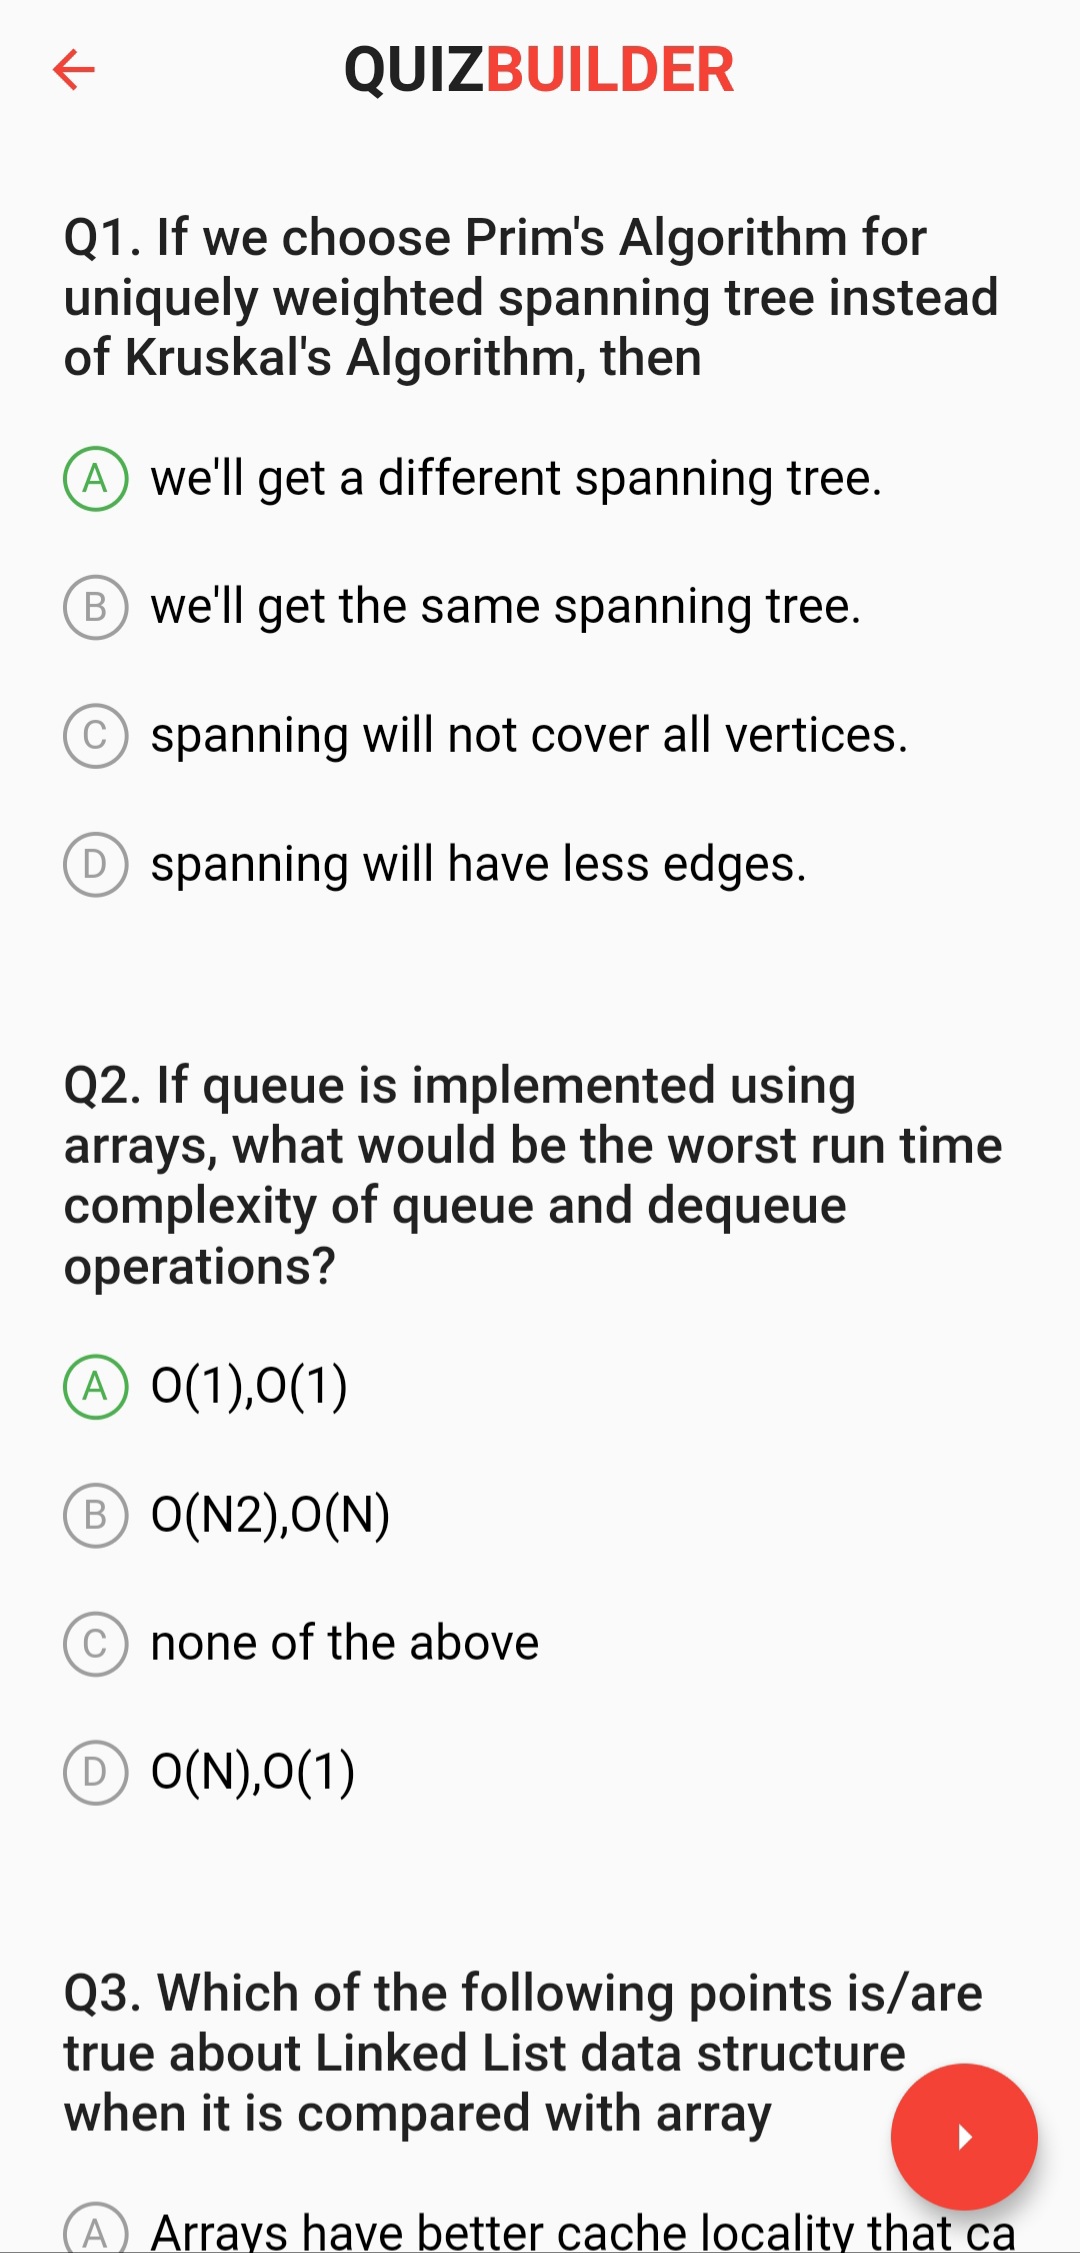 QUIZBUILDER
Q1. If we choose Prim's Algorithm for
uniquely weighted spanning tree instead
of Kruskal's Algorithm, then
A we'll get a different spanning tree.
B we'll get the same spanning tree.
C spanning will not cover all vertices.
D spanning will have less edges.
Q2. If queue is implemented using
arrays, what would be the worst run time
complexity of queue and dequeue
operations?
A O(1),O(1)
B O(N2),O(N)
C none of the above
D O(N),O(1)
Q3. Which of the following points is/are
true about Linked List data structure
when it is compared with array
A Arrays have better cache locality that ca